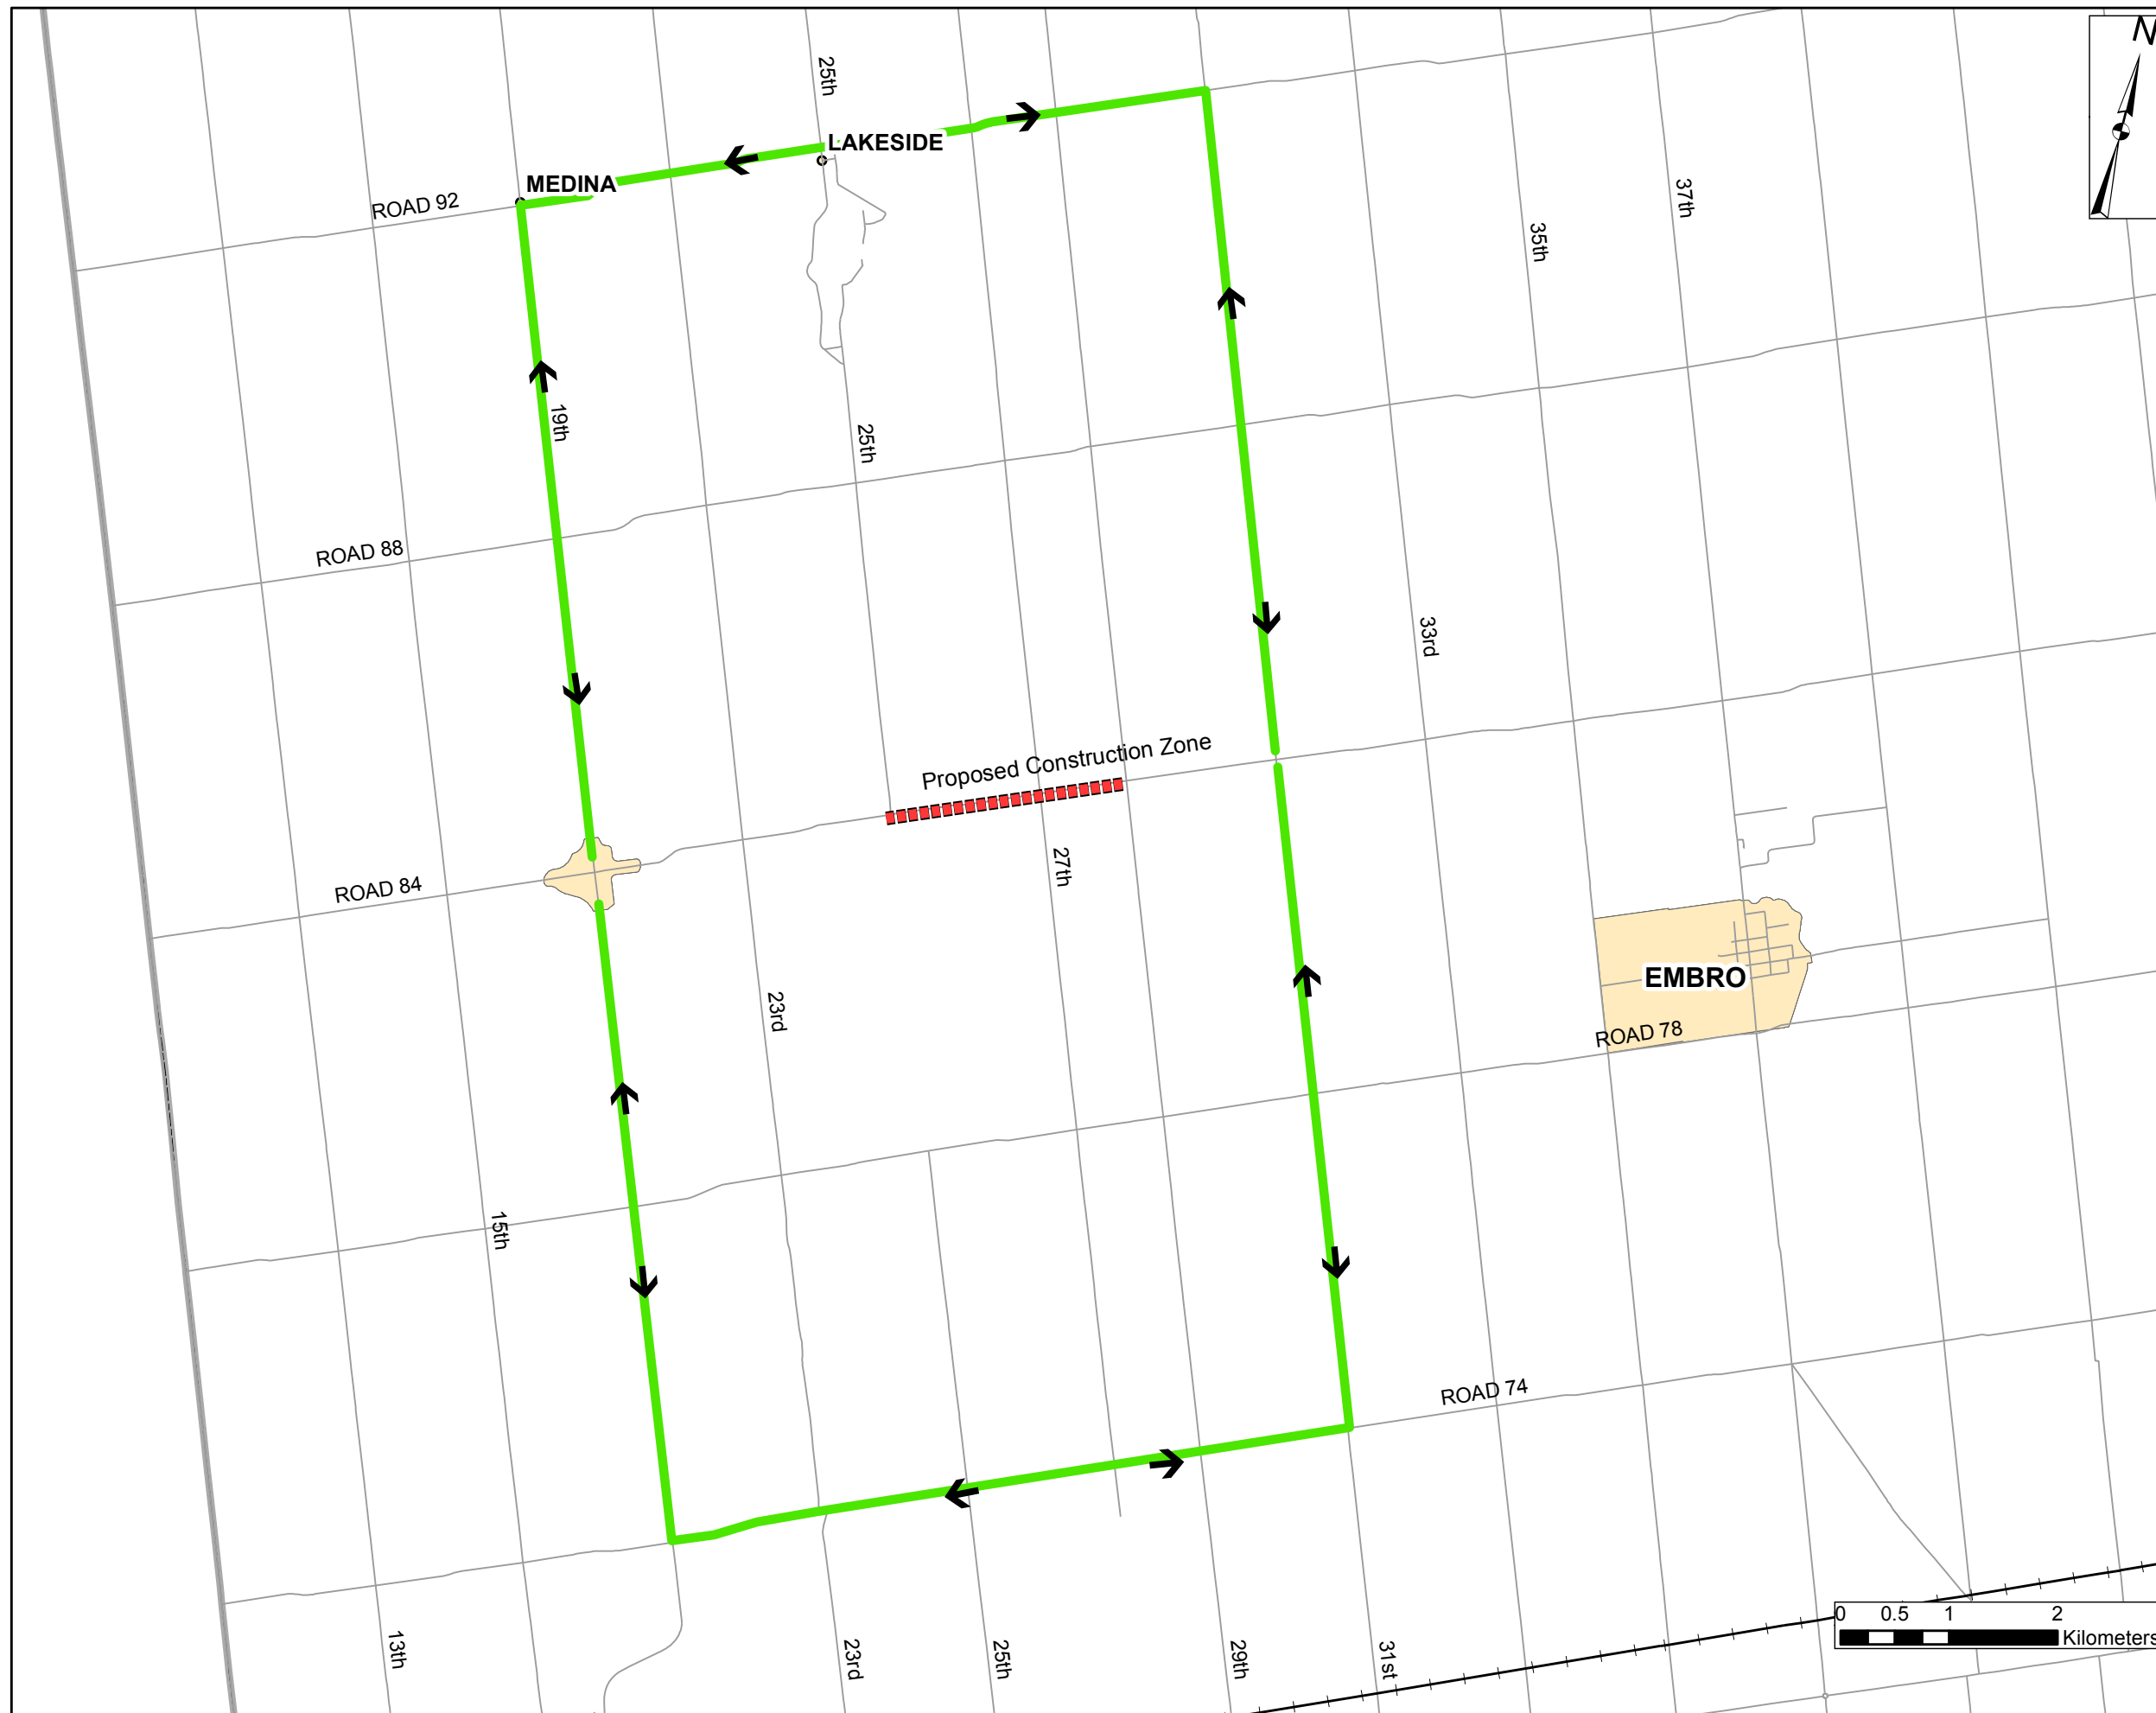 N
25th
LAKESIDE
MEDINA
ROAD 92
37th
35th
19th
25th
ROAD 88
33rd
Proposed Construction Zone
27th
ROAD 84
EMBRO
23rd
ROAD 78
15th
ROAD 74
13th
23rd
25th
29th
31st
0 0.5 1 2
Kilometers